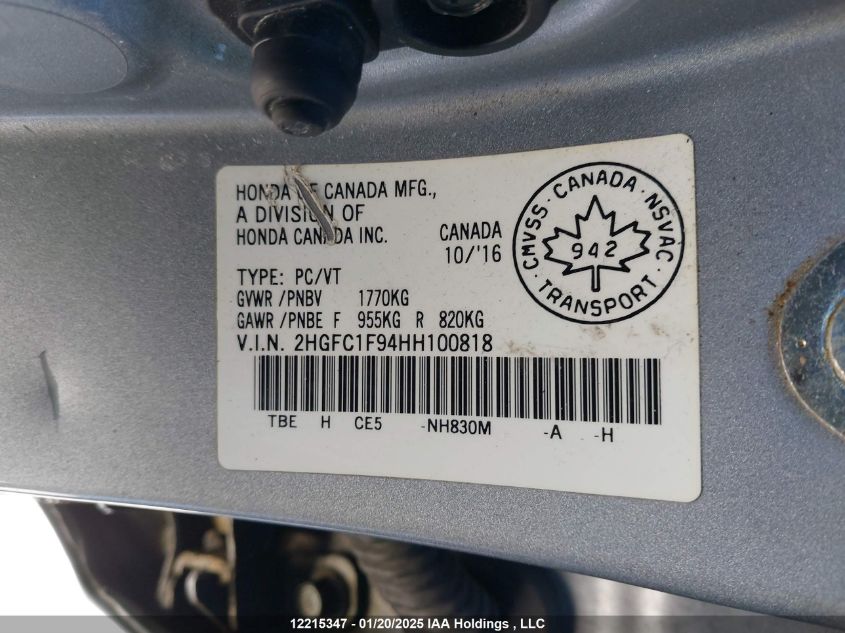 HONDA OF CANADA MFG.,
A DIVISION OF
HONDA CANADA INC.
CANADA
10/'16
CMVSS · CANADA · NSVAC
942
· TRANSPORT ·
TYPE: PC/VT
GVWR /PNBV 1770KG
GAWR /PNBE F 955KG R 820KG
V.I.N. 2HGFC1F94HH100818
TBE H CE5 -NH830M -A -H
12215347 - 01/20/2025 IAA Holdings , LLC